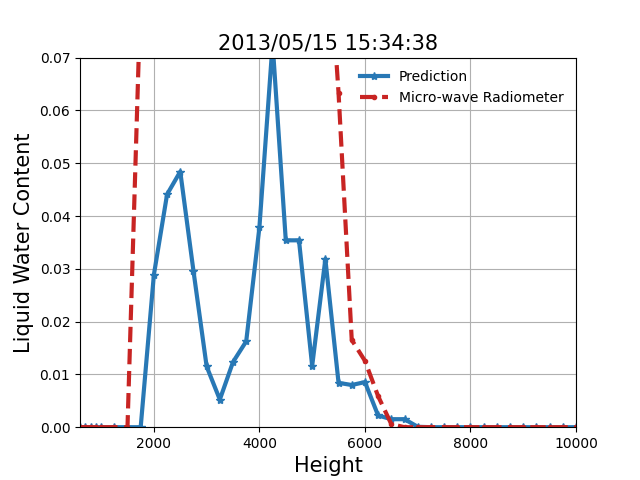 2013/05/15 15:34:38
0.07
0.06
0.05
0.04
0.03
0.02
0.01
0.00
Liquid Water Content
Prediction
Micro-wave Radiometer
2000 4000 6000 8000 10000
Height